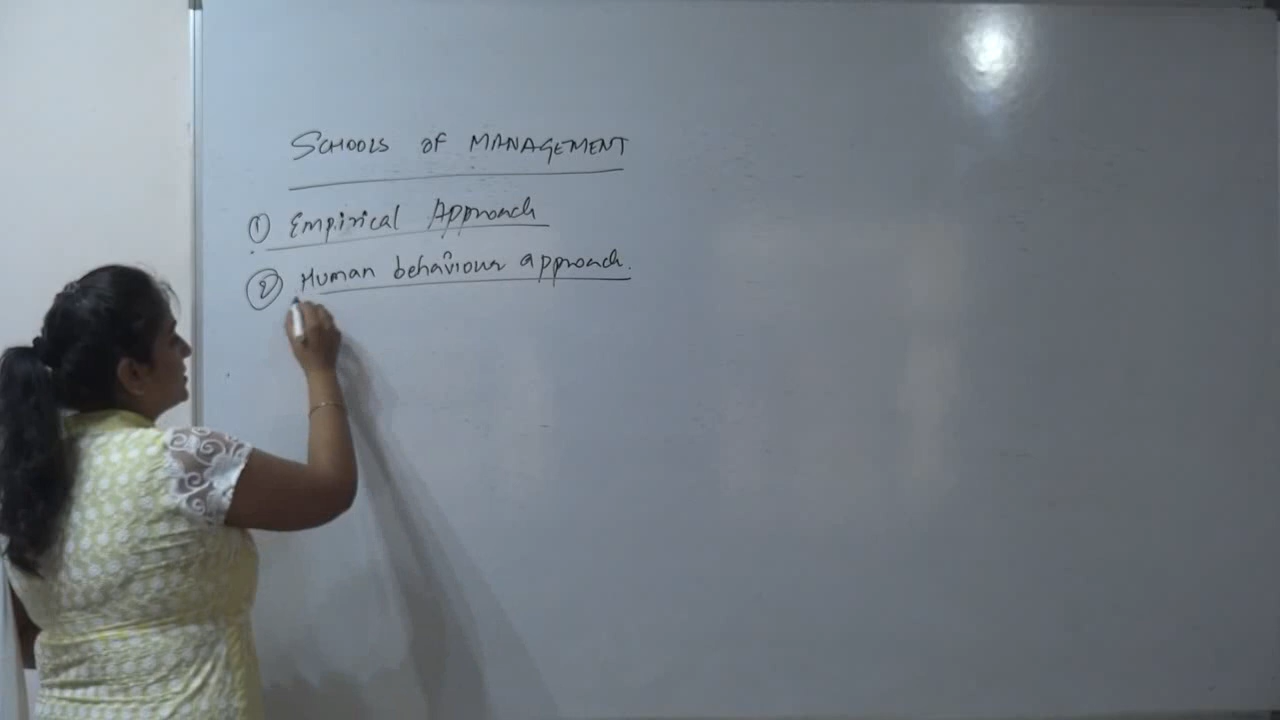 SCHOOLS OF MANAGEMENT
① Empirical Approach
② Human behaviour approach.